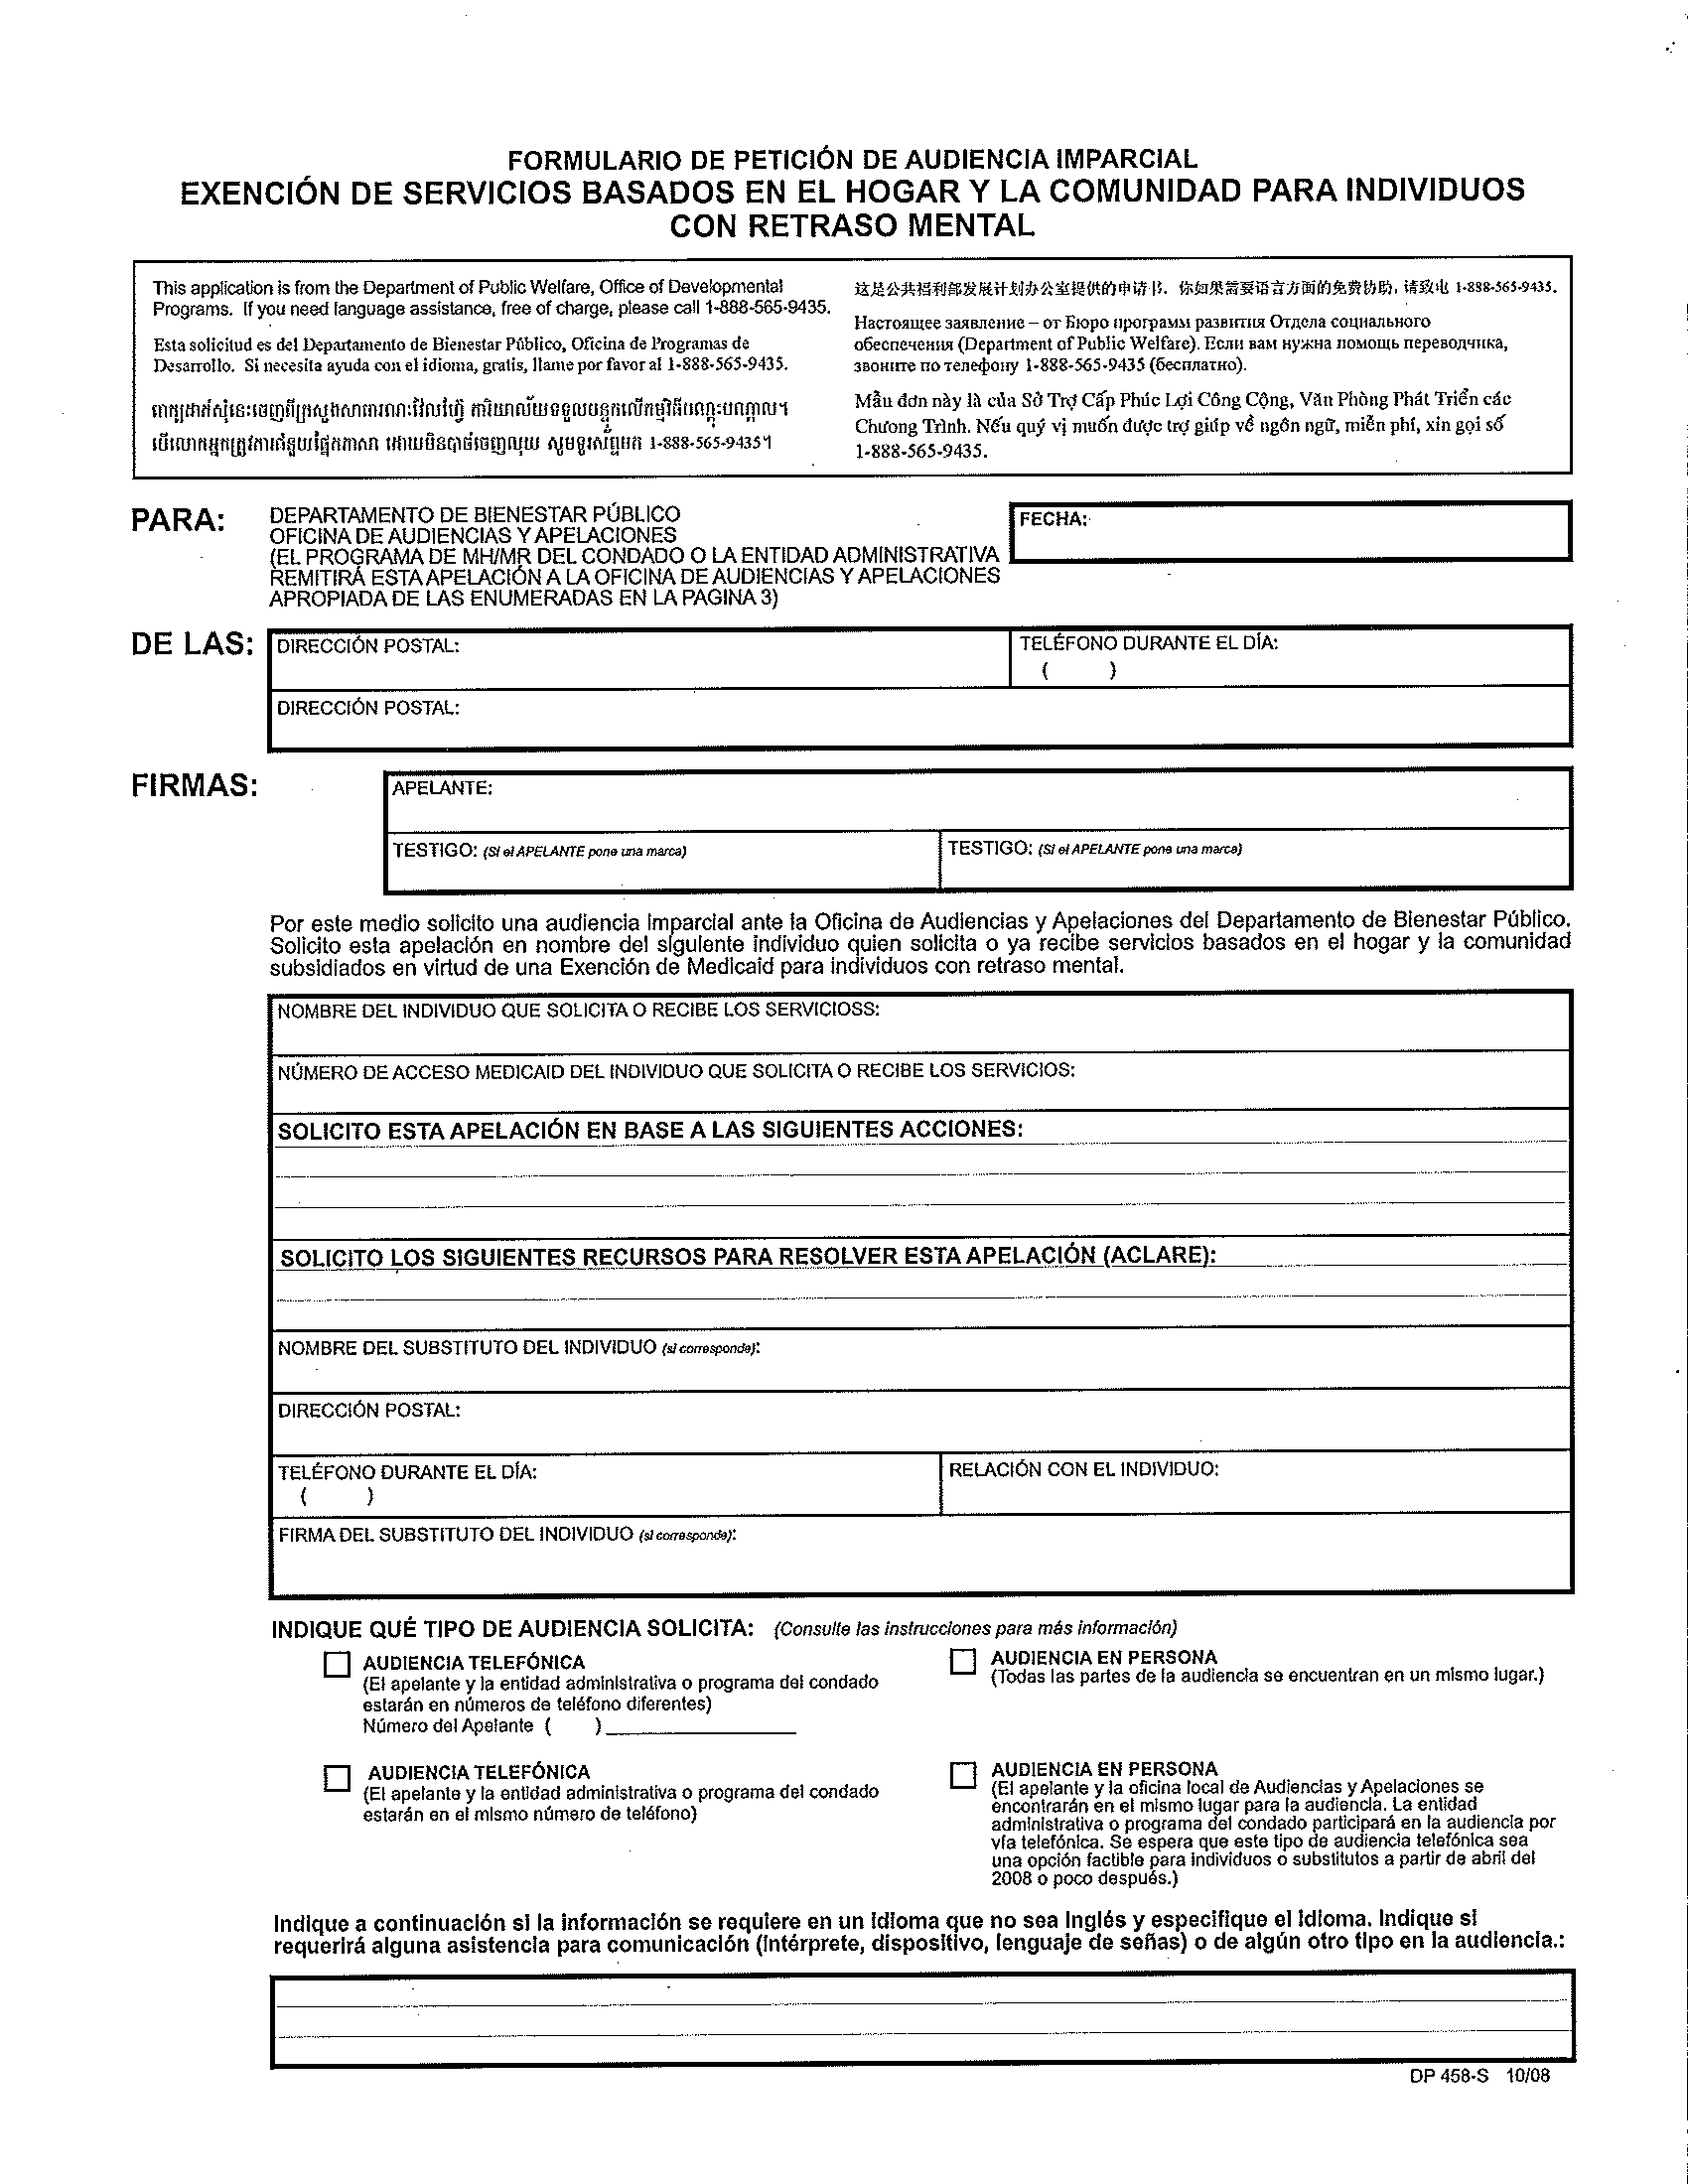 FORMULARIO DE PETICIÓN DE AUDIENCIA IMPARCIAL
EXENCIÓN DE SERVICIOS BASADOS EN EL HOGAR Y LA COMUNIDAD PARA INDIVIDUOS
CON RETRASO MENTAL
This application is from the Department of Public Welfare, Office of Developmental
Programs. If you need language assistance, free of charge, please call 1-888-565-9435.
Esta solicitud es del Departamento de Bienestar Público, Oficina de Programas de
Desarrollo. Si necesita ayuda con el idioma, gratis, llame por favor al 1-888-565-9435.
1-888-565-9435។
这是公共福利部发展计划办公室提供的申请书. 你如果需要语言方面的免费协助, 请致电 1-888-565-9435.
Настоящее заявление – от Бюро программ развития Отдела социального
обеспечения (Department of Public Welfare). Если вам нужна помощь переводчика,
звоните по телефону 1-888-565-9435 (бесплатно).
Mẫu đơn này là của Sở Trợ Cấp Phúc Lợi Công Cộng, Văn Phòng Phát Triển các
Chương Trình. Nếu quý vị muốn được trợ giúp về ngôn ngữ, miễn phí, xin gọi số
1-888-565-9435.
PARA:
DEPARTAMENTO DE BIENESTAR PÚBLICO
OFICINA DE AUDIENCIAS Y APELACIONES
(EL PROGRAMA DE MH/MR DEL CONDADO O LA ENTIDAD ADMINISTRATIVA
REMITIRÁ ESTA APELACIÓN A LA OFICINA DE AUDIENCIAS Y APELACIONES
APROPIADA DE LAS ENUMERADAS EN LA PAGINA 3)
FECHA:
DE LAS:
DIRECCIÓN POSTAL:
TELÉFONO DURANTE EL DÍA:
( )
DIRECCIÓN POSTAL:
FIRMAS:
APELANTE:
TESTIGO: (Si el APELANTE pone una marca)
TESTIGO: (Si el APELANTE pone una marca)
Por este medio solicito una audiencia imparcial ante la Oficina de Audiencias y Apelaciones del Departamento de Bienestar Público.
Solicito esta apelación en nombre del siguiente individuo quien solicita o ya recibe servicios basados en el hogar y la comunidad
subsidiados en virtud de una Exención de Medicaid para individuos con retraso mental.
NOMBRE DEL INDIVIDUO QUE SOLICITA O RECIBE LOS SERVICIOSS:
NÚMERO DE ACCESO MEDICAID DEL INDIVIDUO QUE SOLICITA O RECIBE LOS SERVICIOS:
SOLICITO ESTA APELACIÓN EN BASE A LAS SIGUIENTES ACCIONES:
SOLICITO LOS SIGUIENTES RECURSOS PARA RESOLVER ESTA APELACIÓN (ACLARE):
NOMBRE DEL SUBSTITUTO DEL INDIVIDUO (si corresponde):
DIRECCIÓN POSTAL:
TELÉFONO DURANTE EL DÍA:
( )
RELACIÓN CON EL INDIVIDUO:
FIRMA DEL SUBSTITUTO DEL INDIVIDUO (si corresponde):
INDIQUE QUÉ TIPO DE AUDIENCIA SOLICITA: (Consulte las instrucciones para más información)
AUDIENCIA TELEFÓNICA
(El apelante y la entidad administrativa o programa del condado
estarán en números de teléfono diferentes)
Número del Apelante ( )
AUDIENCIA EN PERSONA
(Todas las partes de la audiencia se encuentran en un mismo lugar.)
AUDIENCIA TELEFÓNICA
(El apelante y la entidad administrativa o programa del condado
estarán en el mismo número de teléfono)
AUDIENCIA EN PERSONA
(El apelante y la oficina local de Audiencias y Apelaciones se
encontrarán en el mismo lugar para la audiencia. La entidad
administrativa o programa del condado participará en la audiencia por
vía telefónica. Se espera que este tipo de audiencia telefónica sea
una opción factible para individuos o substitutos a partir de abril del
2008 o poco después.)
Indique a continuación si la información se requiere en un idioma que no sea Inglés y especifique el idioma. Indique si
requerirá alguna asistencia para comunicación (intérprete, dispositivo, lenguaje de señas) o de algún otro tipo en la audiencia.:
DP 458-S 10/08